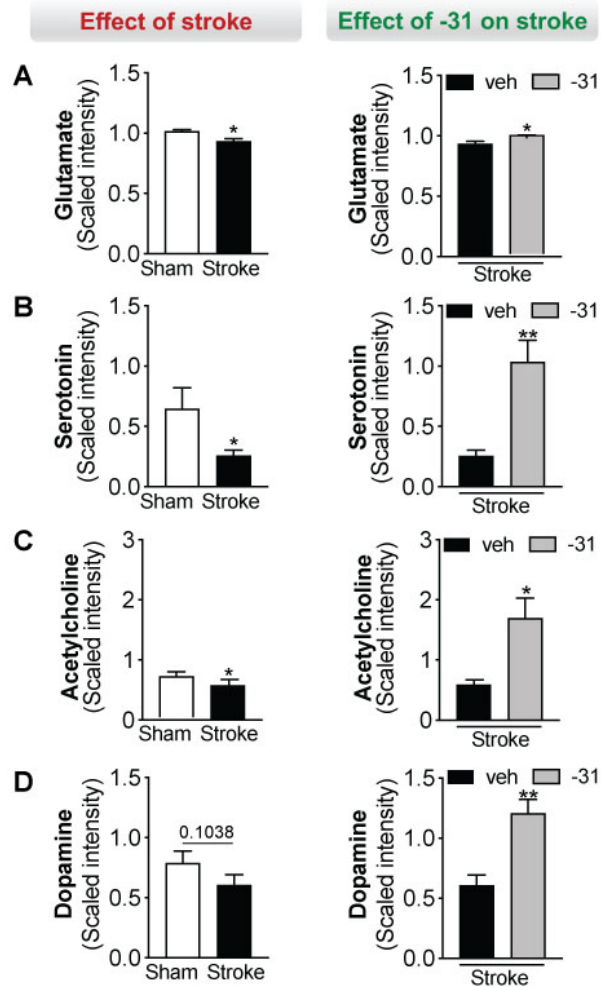 Effect of stroke
Effect of -31 on stroke
A
Glutamate
(Scaled intensity)
1.5
1.0
0.5
0.0
*
Sham Stroke
Glutamate
(Scaled intensity)
1.5
1.0
0.5
0.0
veh -31
*
Stroke
B
Serotonin
(Scaled intensity)
1.5
1.0
0.5
0.0
*
Sham Stroke
Serotonin
(Scaled intensity)
1.5
1.0
0.5
0.0
veh -31
**
Stroke
C
Acetylcholine
(Scaled intensity)
3
2
1
0
*
Sham Stroke
Acetylcholine
(Scaled intensity)
3
2
1
0
veh -31
*
Stroke
D
Dopamine
(Scaled intensity)
1.5
1.0
0.5
0.0
0.1038
Sham Stroke
Dopamine
(Scaled intensity)
1.5
1.0
0.5
0.0
veh -31
**
Stroke